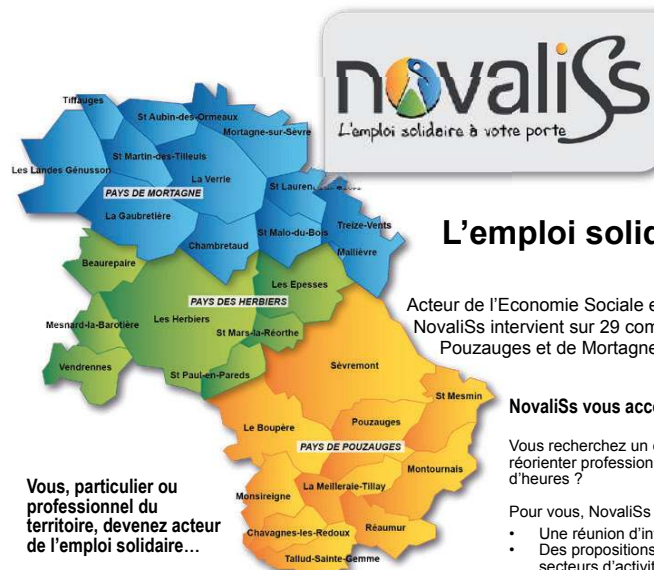 novaliSs
L'emploi solidaire à votre porte
Tiffauges
St Aubin-des-Ormeaux
Mortagne-sur-Sèvre
St Martin-des-Tilleuls
Les Landes Génusson
La Verrie
PAYS DE MORTAGNE
La Gaubretière
St Malo-du-Bois
Treize-Vents
Chambretaud
Mallièvre
Beaurepaire
Les Epesses
PAYS DES HERBIERS
Mesnard-la-Barotière
Les Herbiers
St Mars-la-Réorthe
Vendrennes
St Paul-en-Pareds
Sèvremont
St Mesmin
Le Boupère
Pouzauges
PAYS DE POUZAUGES
Montournais
La Meilleraie-Tillay
Monsireigne
Chavagnes-les-Redoux
Réaumur
Tallud-Sainte-Gemme
Vous, particulier ou
professionnel du
territoire, devenez acteur
de l'emploi solidaire…
L'emploi solid
Acteur de l'Economie Sociale e
NovaliSs intervient sur 29 com
Pouzauges et de Mortagne
NovaliSs vous acc
Vous recherchez un
réorienter profession
d'heures ?
Pour vous, NovaliSs
• Une réunion d'in
• Des propositions
secteurs d'activit